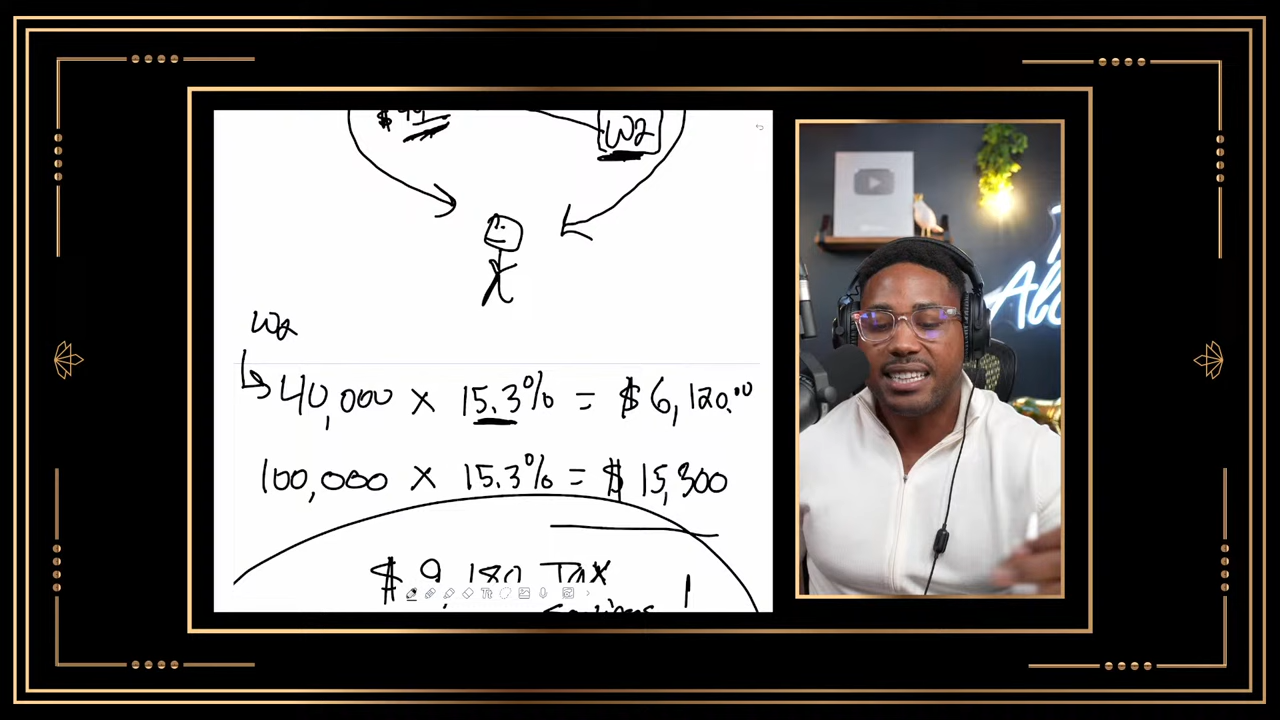 W2
W2
40,000 x 15.3% = $6,120.00
100,000 x 15.3% = $15,300
$9,180 Tax